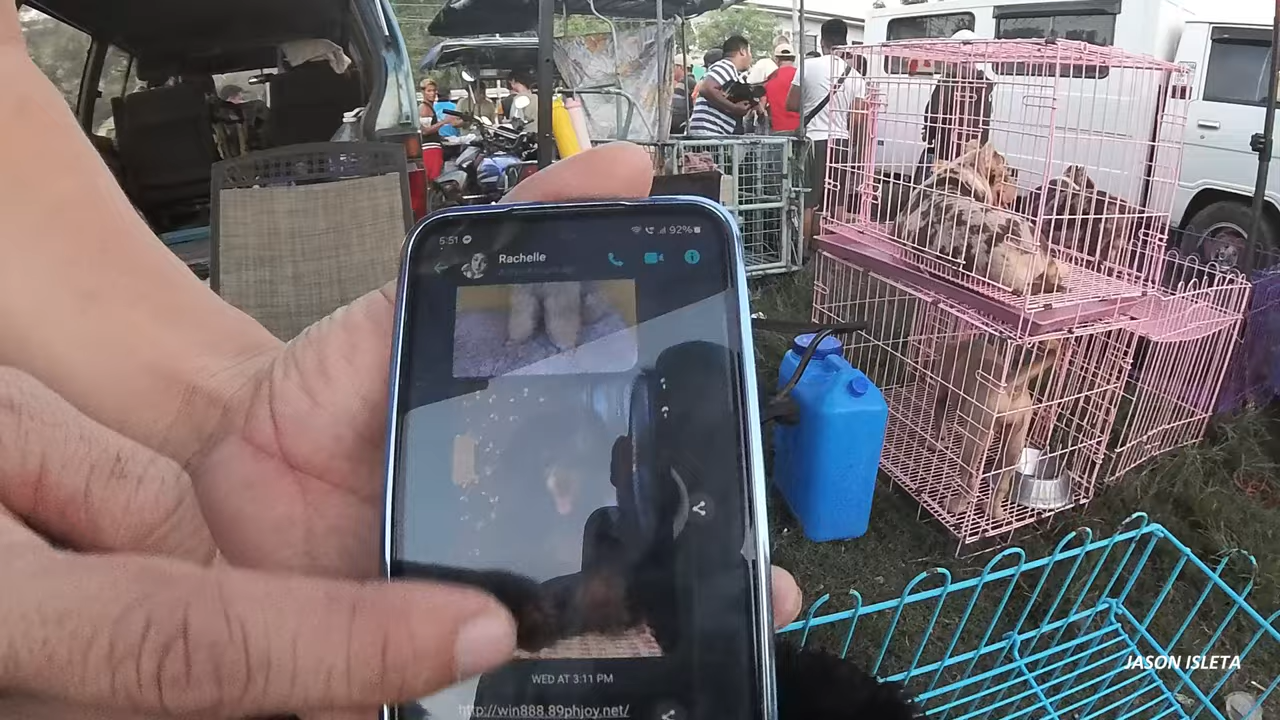 5:51
92%
Rachelle
WED AT 3:11 PM
http://win888.89phjoy.net/
JASON ISLETA